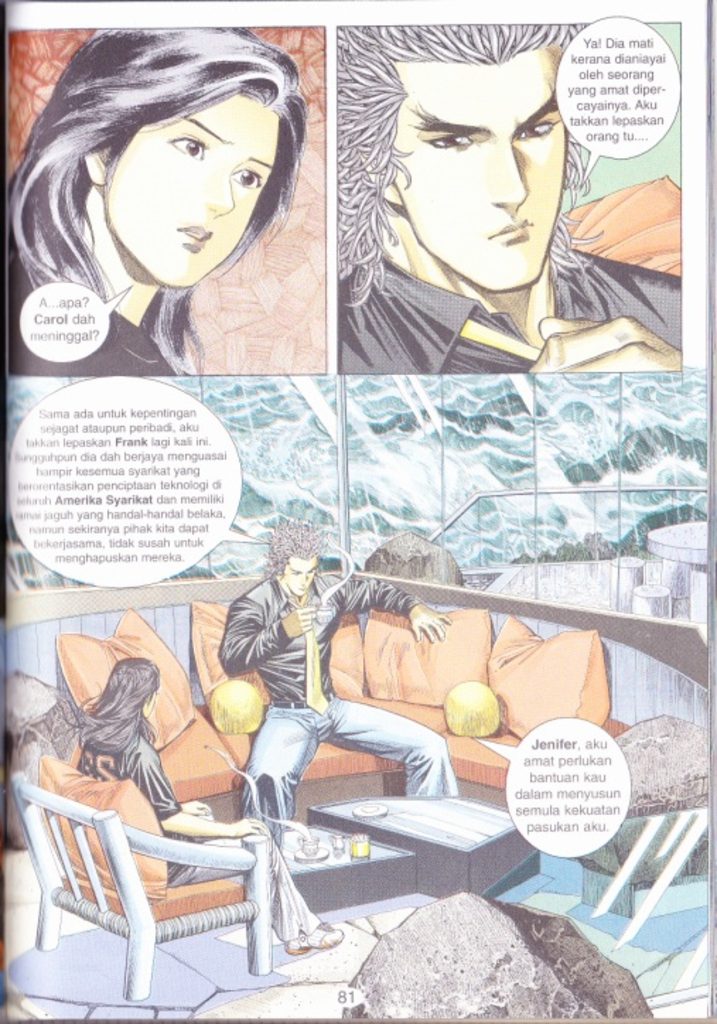 A...apa?
Carol dah
meninggal?
Ya! Dia mati
kerana dianiayai
oleh seorang
yang amat diper-
cayainya. Aku
takkan lepaskan
orang tu....
Sama ada untuk kepentingan
sejagat ataupun peribadi, aku
takkan lepaskan Frank lagi kali ini.
Sungguhpun dia dah berjaya menguasai
hampir kesemua syarikat yang
berorentasikan penciptaan teknologi di
seluruh Amerika Syarikat dan memiliki
ramai jaguh yang handal-handal belaka,
namun sekiranya pihak kita dapat
bekerjasama, tidak susah untuk
menghapuskan mereka.
Jenifer, aku
amat perlukan
bantuan kau
dalam menyusun
semula kekuatan
pasukan aku.
81